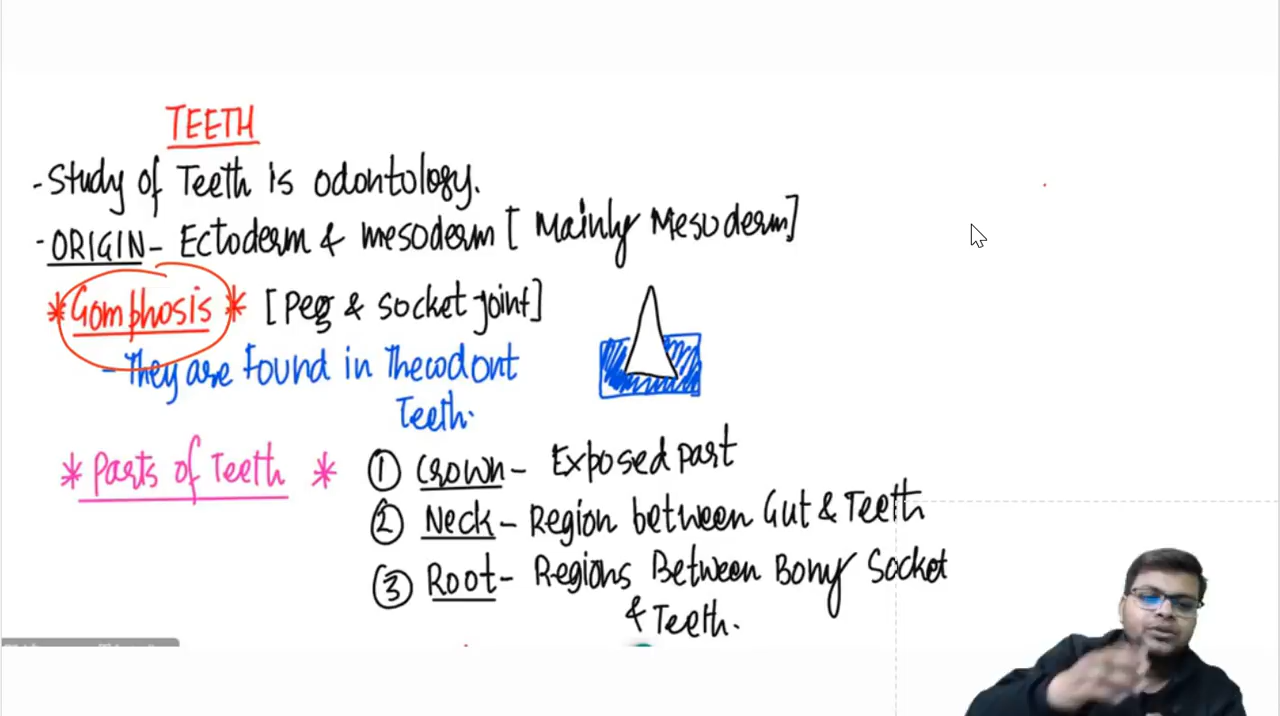 TEETH
- Study of Teeth is odontology.
- ORIGIN - Ectoderm & mesoderm [Mainly Mesoderm]
* Gomphosis * [Peg & socket joint]
- They are found in Thecodont
Teeth.
* Parts of Teeth * ① Crown - Exposed part
② Neck - Region between Gut & Teeth
③ Root - Regions Between Bony Socket
& Teeth.